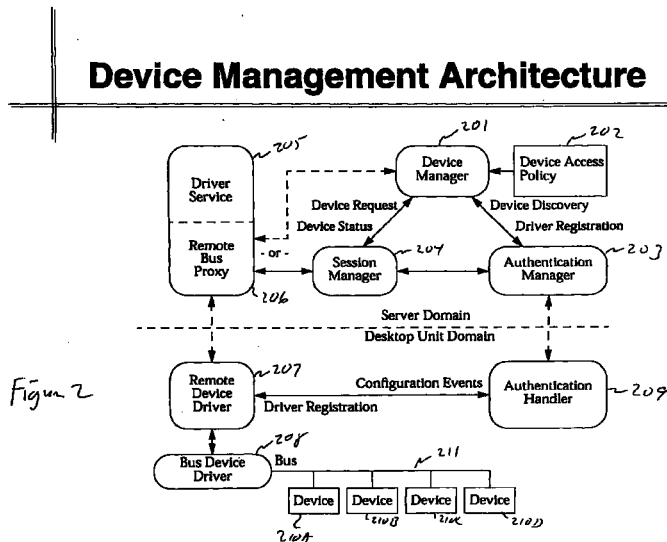 Device Management Architecture
205
201
202
Driver
Service
Device
Manager
Device Access
Policy
Device Request
Device Discovery
Device Status
Driver Registration
Remote
Bus
Proxy
- or -
204
203
Session
Manager
Authentication
Manager
206
Server Domain
Desktop Unit Domain
207
Figure 2
Remote
Device
Driver
Configuration Events
Driver Registration
Authentication
Handler
209
208
Bus Device
Driver
Bus
211
Device
Device
Device
Device
210A
210B
210C
210D